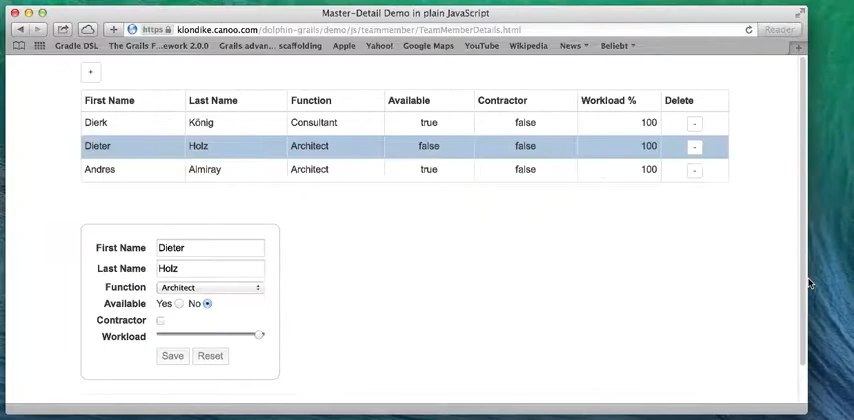 Master-Detail Demo in plain JavaScript
https klondike.canoo.com/dolphin-grails/demo/js/teammember/TeamMemberDetails.html Reader
Gradle DSL The Grails F...ework 2.0.0 Grails advan... scaffolding Apple Yahoo! Google Maps YouTube Wikipedia News Beliebt +
+
First Name Last Name Function Available Contractor Workload % Delete
Dierk König Consultant true false 100 -
Dieter Holz Architect false false 100 -
Andres Almiray Architect true false 100 -
First Name Dieter
Last Name Holz
Function Architect
Available Yes No
Contractor
Workload
Save Reset